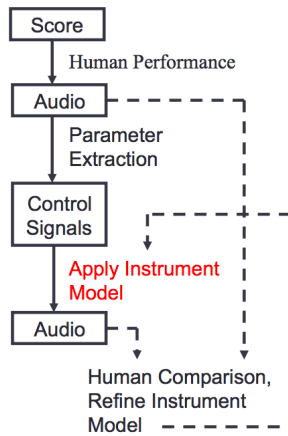 Score
Human Performance
Audio
Parameter
Extraction
Control
Signals
Apply Instrument
Model
Audio
Human Comparison,
Refine Instrument
Model